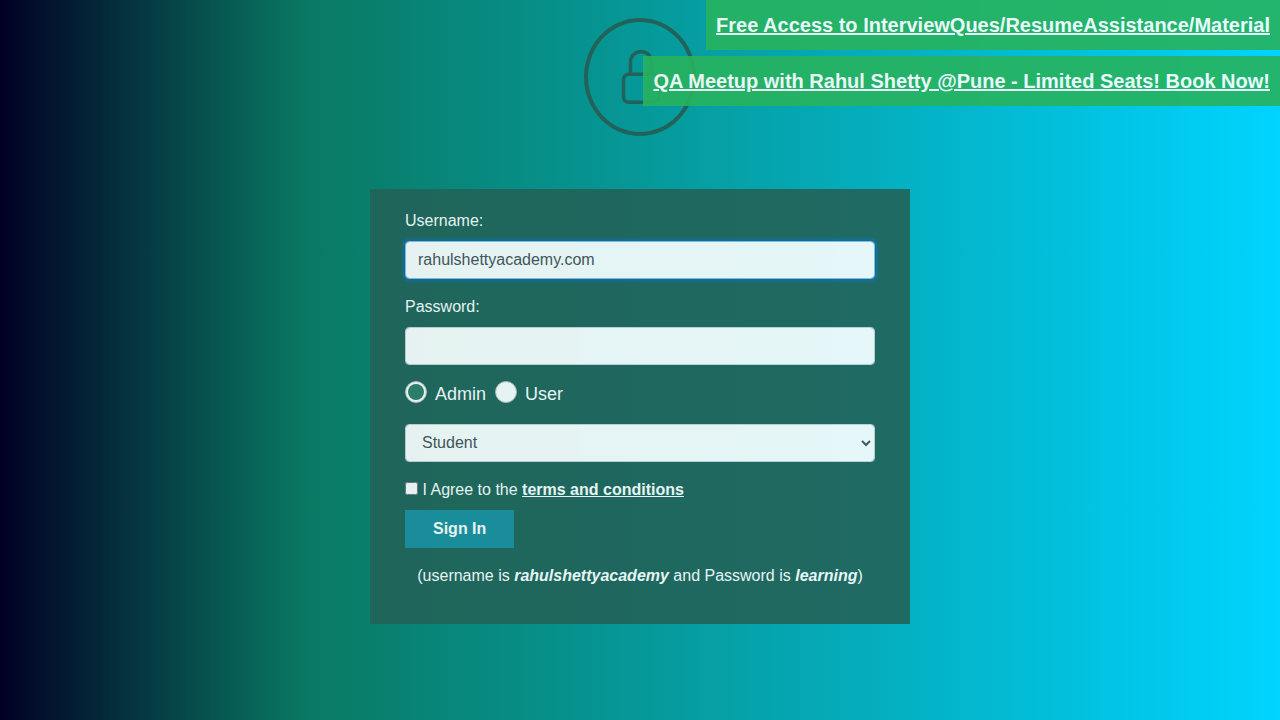 Free Access to InterviewQues/ResumeAssistance/Material
QA Meetup with Rahul Shetty @Pune - Limited Seats! Book Now!
Username:
rahulshettyacademy.com
Password:
Admin User
Student
I Agree to the terms and conditions
Sign In
(username is rahulshettyacademy and Password is learning)